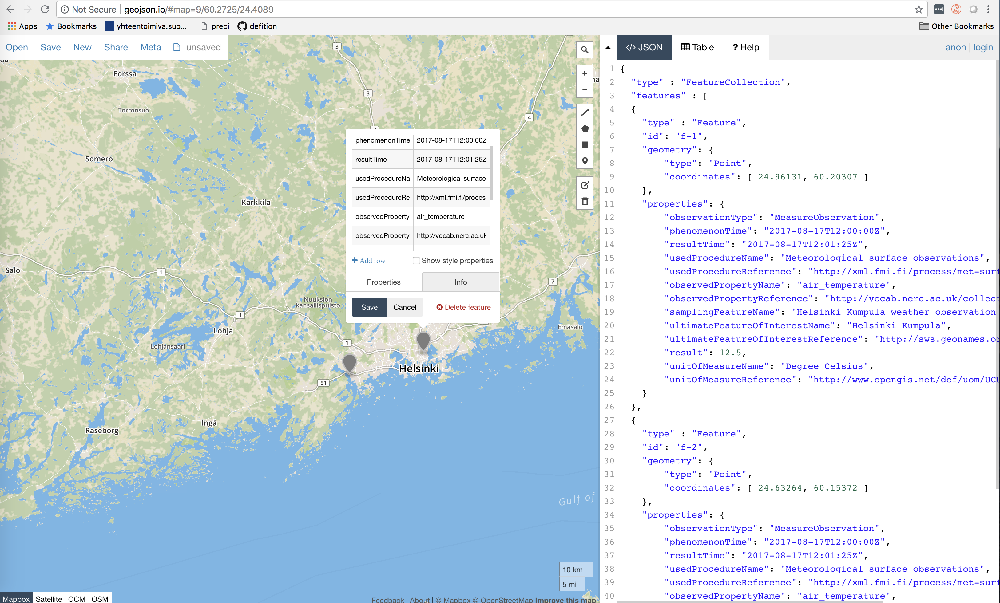 Not Secure geojson.io/#map=9/60.2725/24.4089
Apps Bookmarks yhteentoimiva.suo... preci defition Other Bookmarks
Open Save New Share Meta unsaved
Forssa
Torronsuo
Somero
Karkkila
Salo
Nuuksion
kansallispuisto
Lohja
Lohjansaari
Emäsalo
Helsinki
Ingå
Raseborg
Gulf of
3
3
4
1
7
1
1
51
phenomenonTime 2017-08-17T12:00:00Z
resultTime 2017-08-17T12:01:25Z
usedProcedureNa Meteorological surface
usedProcedureRe http://xml.fmi.fi/process
observedProperty air_temperature
observedProperty http://vocab.nerc.ac.uk
Add row Show style properties
Properties Info
Save Cancel Delete feature
10 km
5 mi
Mapbox Satellite OCM OSM
Feedback | About | © Mapbox © OpenStreetMap Improve this map
</> JSON Table ? Help anon | login
1 {
2 "type" : "FeatureCollection",
3 "features" : [
4 {
5 "type" : "Feature",
6 "id": "f-1",
7 "geometry": {
8 "type": "Point",
9 "coordinates": [ 24.96131, 60.20307 ]
10 },
11 "properties": {
12 "observationType": "MeasureObservation",
13 "phenomenonTime": "2017-08-17T12:00:00Z",
14 "resultTime": "2017-08-17T12:01:25Z",
15 "usedProcedureName": "Meteorological surface observations",
16 "usedProcedureReference": "http://xml.fmi.fi/process/met-surf
17 "observedPropertyName": "air_temperature",
18 "observedPropertyReference": "http://vocab.nerc.ac.uk/collect
19 "samplingFeatureName": "Helsinki Kumpula weather observation
20 "ultimateFeatureOfInterestName": "Helsinki Kumpula",
21 "ultimateFeatureOfInterestReference": "http://sws.geonames.or
22 "result": 12.5,
23 "unitOfMeasureName": "Degree Celsius",
24 "unitOfMeasureReference": "http://www.opengis.net/def/uom/UCU
25 }
26 },
27 {
28 "type" : "Feature",
29 "id": "f-2",
30 "geometry": {
31 "type": "Point",
32 "coordinates": [ 24.63264, 60.15372 ]
33 },
34 "properties": {
35 "observationType": "MeasureObservation",
36 "phenomenonTime": "2017-08-17T12:00:00Z",
37 "resultTime": "2017-08-17T12:01:25Z",
38 "usedProcedureName": "Meteorological surface observations",
39 "usedProcedureReference": "http://xml.fmi.fi/process/met-surf
40 "observedPropertyName": "air_temperature",